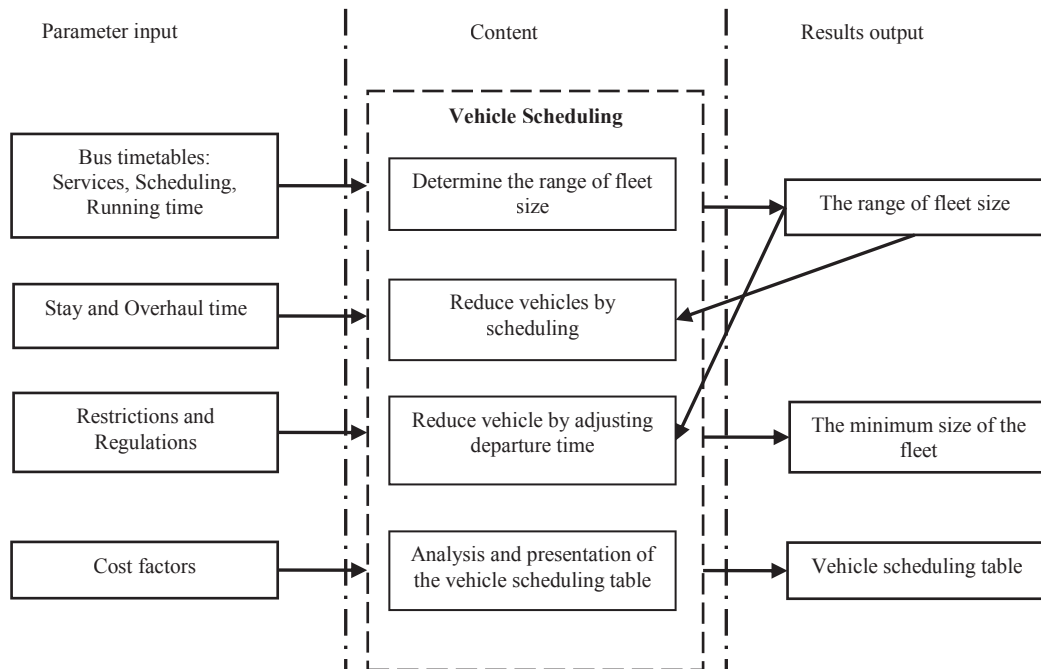 Parameter input
Content
Results output
Vehicle Scheduling
Bus timetables:
Services, Scheduling,
Running time
Determine the range of fleet
size
The range of fleet size
Stay and Overhaul time
Reduce vehicles by
scheduling
Restrictions and
Regulations
Reduce vehicle by adjusting
departure time
The minimum size of the
fleet
Cost factors
Analysis and presentation of
the vehicle scheduling table
Vehicle scheduling table